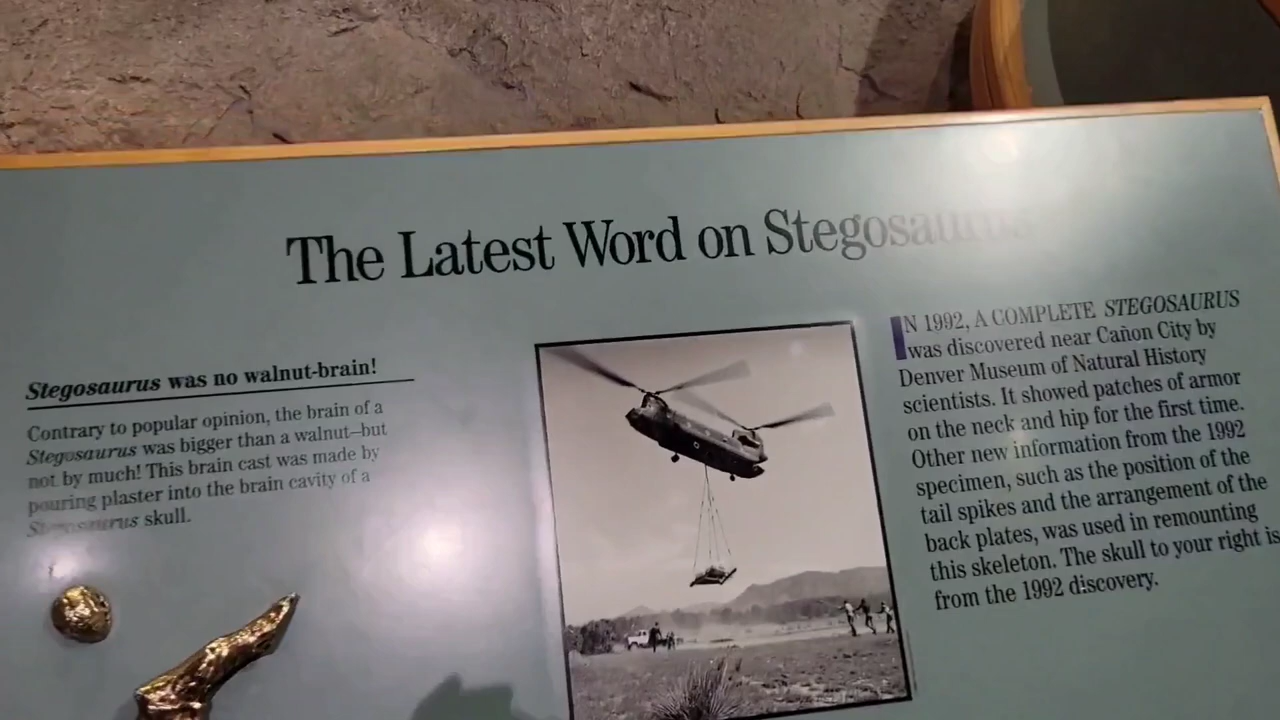 The Latest Word on Stegosaurus
Stegosaurus was no walnut-brain!
Contrary to popular opinion, the brain of a
Stegosaurus was bigger than a walnut–but
not by much! This brain cast was made by
pouring plaster into the brain cavity of a
Stegosaurus skull.
IN 1992, A COMPLETE STEGOSAURUS
was discovered near Cañon City by
Denver Museum of Natural History
scientists. It showed patches of armor
on the neck and hip for the first time.
Other new information from the 1992
specimen, such as the position of the
tail spikes and the arrangement of the
back plates, was used in remounting
this skeleton. The skull to your right is
from the 1992 discovery.